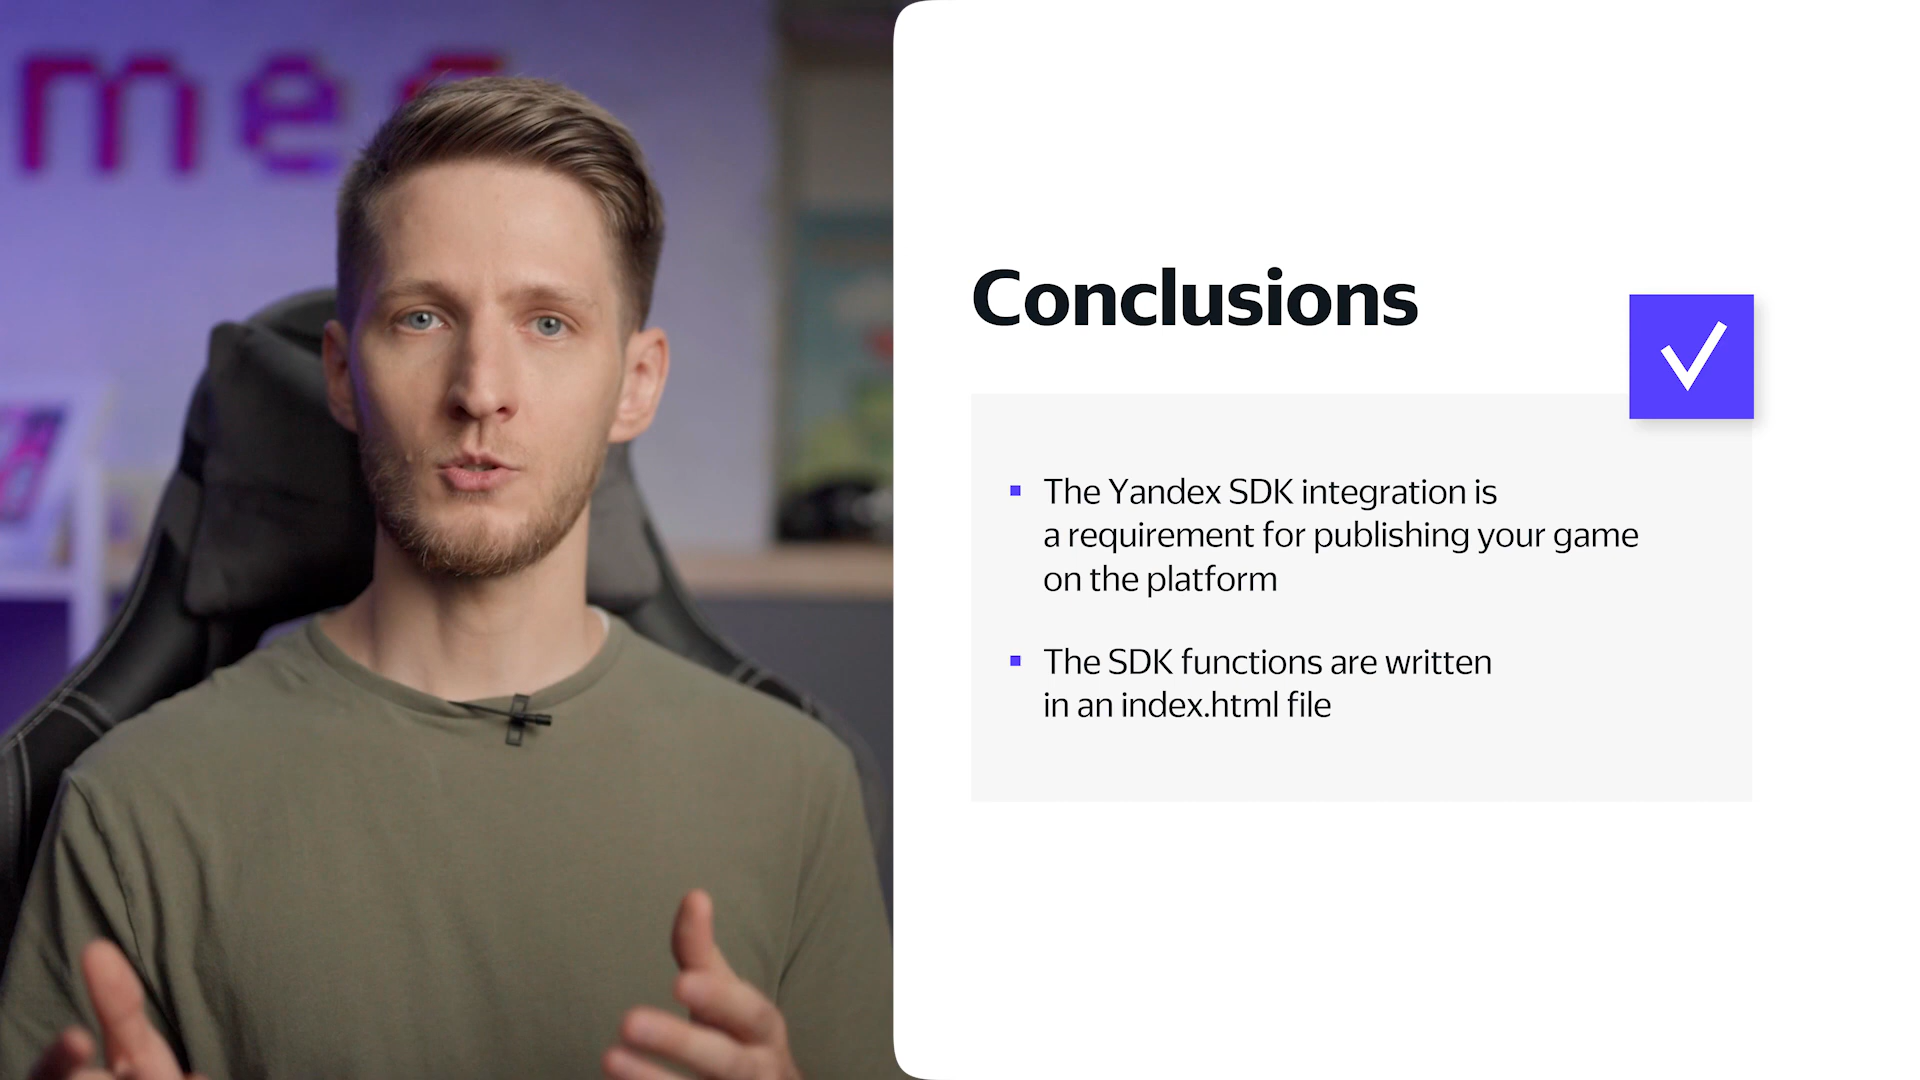 mes
Conclusions
The Yandex SDK integration is
a requirement for publishing your game
on the platform
The SDK functions are written
in an index.html file